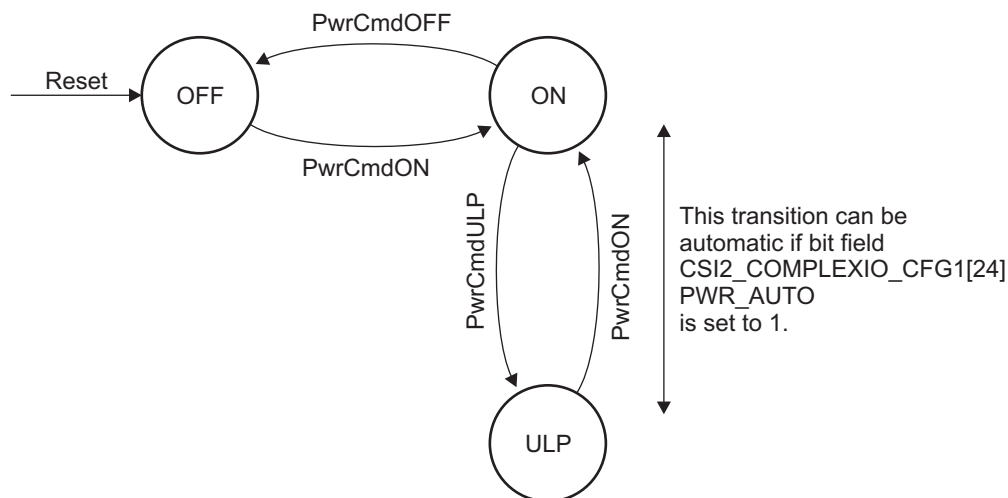 PwrCmdOFF
Reset
OFF
ON
PwrCmdON
PwrCmdULP
PwrCmdON
This transition can be
automatic if bit field
CSI2_COMPLEXIO_CFG1[24]
PWR_AUTO
is set to 1.
ULP